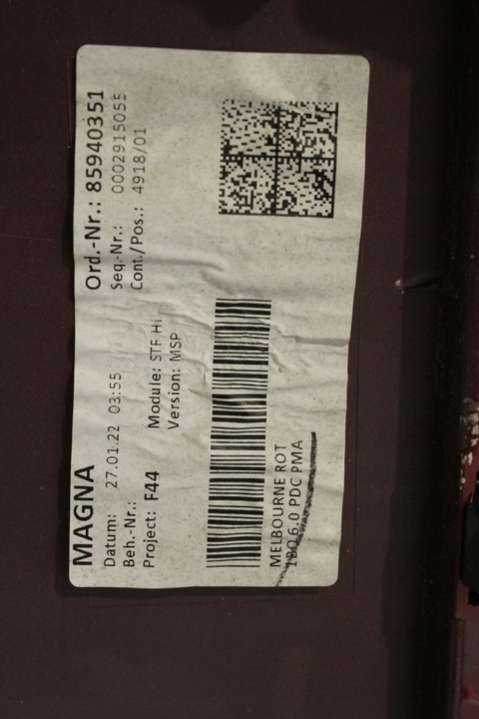 MAGNA
Ord.-Nr.: 85940351
Datum: 27.01.22 03:55
Seq.-Nr.: 0002915055
Beh.-Nr.:
Cont./Pos.: 4918/01
Project: F44
Module: STF Hi
Version: MSP
MELBOURNE ROT
6.0 PDC PMA